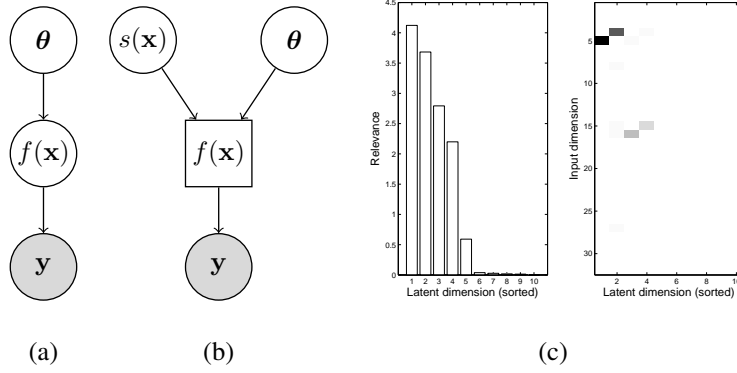 θ
f(x)
y
(a)
s(x) θ
f(x)
y
(b)
4.5
4
3.5
3
2.5
2
1.5
1
0.5
0
Relevance
1 2 3 4 5 6 7 8 9 10
Latent dimension (sorted)
5
10
15
20
25
30
Input dimension
2 4 6 8 10
Latent dimension (sorted)
(c)